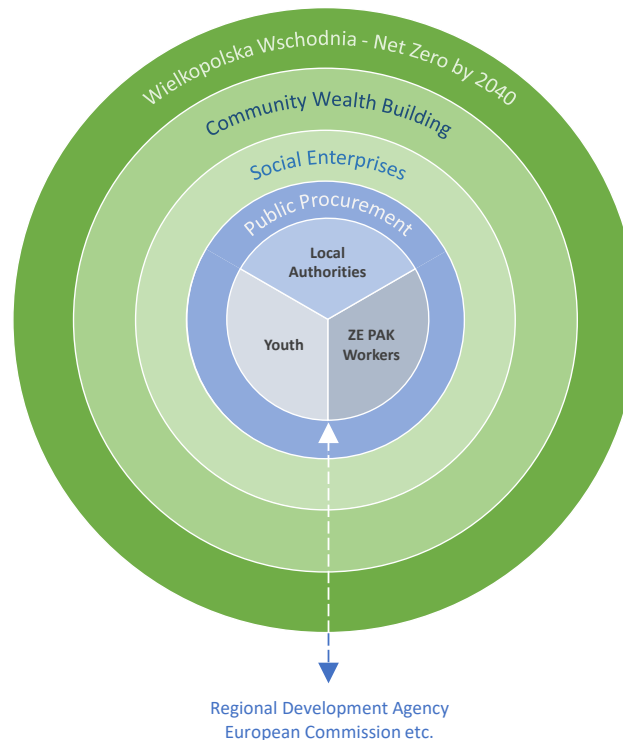 Wielkopolska Wschodnia - Net Zero by 2040
Community Wealth Building
Social Enterprises
Public Procurement
Local
Authorities
Youth
ZE PAK
Workers
Regional Development Agency
European Commission etc.